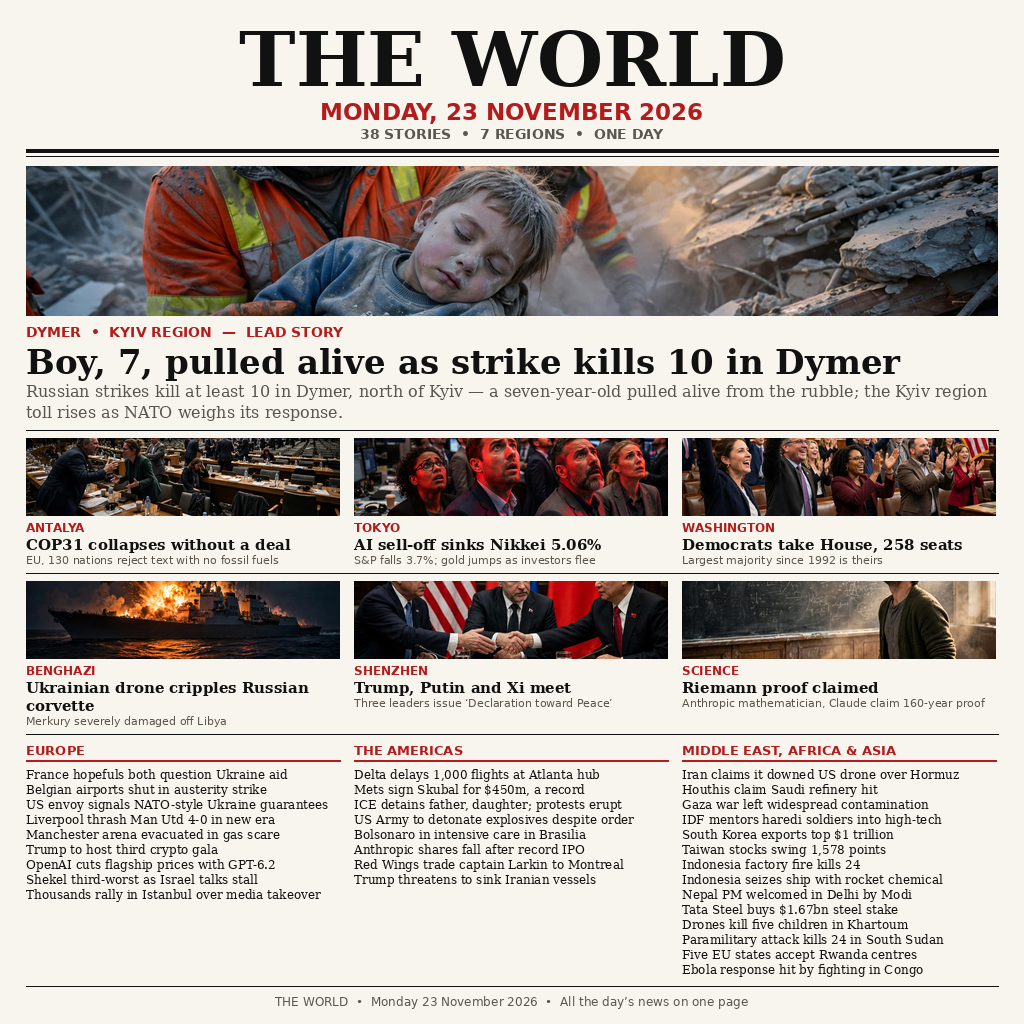 THE WORLD
MONDAY, 23 NOVEMBER 2026
38 STORIES • 7 REGIONS • ONE DAY
DYMER • KYIV REGION — LEAD STORY
Boy, 7, pulled alive as strike kills 10 in Dymer
Russian strikes kill at least 10 in Dymer, north of Kyiv — a seven-year-old pulled alive from the rubble; the Kyiv region
toll rises as NATO weighs its response.
ANTALYA
COP31 collapses without a deal
EU, 130 nations reject text with no fossil fuels
TOKYO
AI sell-off sinks Nikkei 5.06%
S&P falls 3.7%; gold jumps as investors flee
WASHINGTON
Democrats take House, 258 seats
Largest majority since 1992 is theirs
BENGHAZI
Ukrainian drone cripples Russian
corvette
Merkury severely damaged off Libya
SHENZHEN
Trump, Putin and Xi meet
Three leaders issue ‘Declaration toward Peace’
SCIENCE
Riemann proof claimed
Anthropic mathematician, Claude claim 160-year proof
EUROPE
France hopefuls both question Ukraine aid
Belgian airports shut in austerity strike
US envoy signals NATO-style Ukraine guarantees
Liverpool thrash Man Utd 4-0 in new era
Manchester arena evacuated in gas scare
Trump to host third crypto gala
OpenAI cuts flagship prices with GPT-6.2
Shekel third-worst as Israel talks stall
Thousands rally in Istanbul over media takeover
THE AMERICAS
Delta delays 1,000 flights at Atlanta hub
Mets sign Skubal for $450m, a record
ICE detains father, daughter; protests erupt
US Army to detonate explosives despite order
Bolsonaro in intensive care in Brasilia
Anthropic shares fall after record IPO
Red Wings trade captain Larkin to Montreal
Trump threatens to sink Iranian vessels
MIDDLE EAST, AFRICA & ASIA
Iran claims it downed US drone over Hormuz
Houthis claim Saudi refinery hit
Gaza war left widespread contamination
IDF mentors haredi soldiers into high-tech
South Korea exports top $1 trillion
Taiwan stocks swing 1,578 points
Indonesia factory fire kills 24
Indonesia seizes ship with rocket chemical
Nepal PM welcomed in Delhi by Modi
Tata Steel buys $1.67bn steel stake
Drones kill five children in Khartoum
Paramilitary attack kills 24 in South Sudan
Five EU states accept Rwanda centres
Ebola response hit by fighting in Congo
THE WORLD • Monday 23 November 2026 • All the day’s news on one page